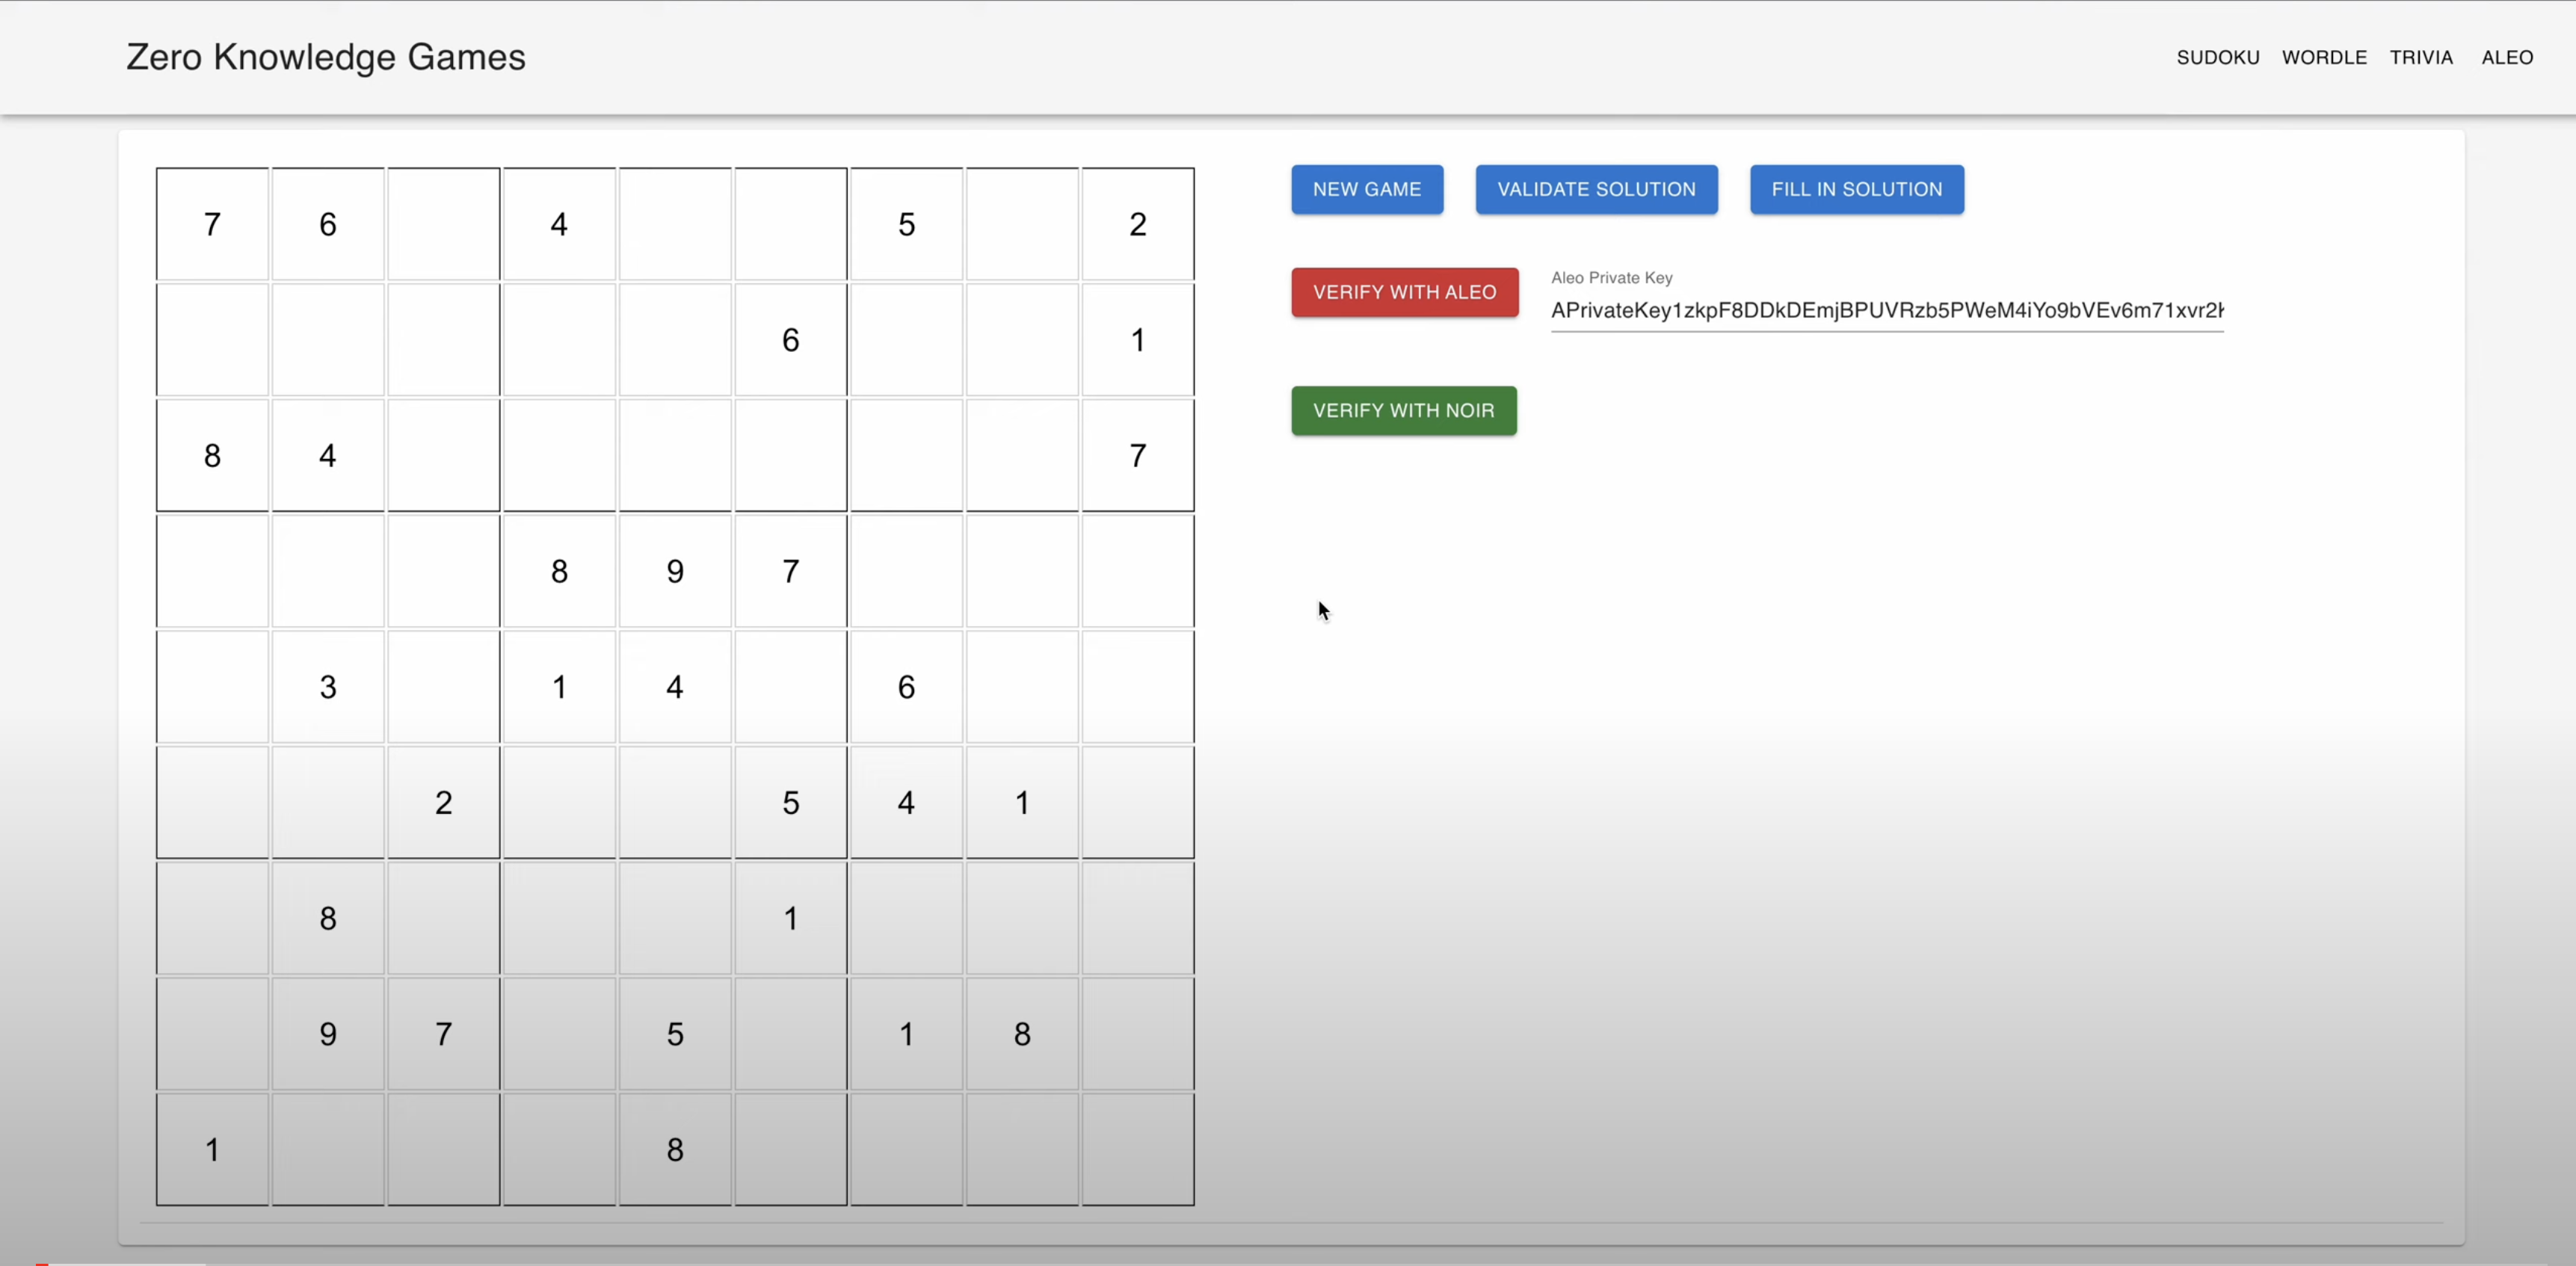 Zero Knowledge Games
SUDOKU WORDLE TRIVIA ALEO
NEW GAME VALIDATE SOLUTION FILL IN SOLUTION
VERIFY WITH ALEO
Aleo Private Key
APrivateKey1zkpF8DDkDEmjBPUVRzb5PWeM4iYo9bVEv6m71xvr2
VERIFY WITH NOIR
7 6 4 5 2
6 1
8 4 7
8 9 7
3 1 4 6
2 5 4 1
8 1
9 7 5 1 8
1 8